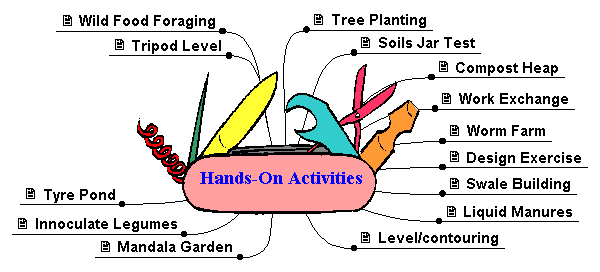 Wild Food Foraging
Tree Planting
Tripod Level
Soils Jar Test
Compost Heap
Work Exchange
Worm Farm
Design Exercise
Hands-On Activities
Swale Building
Tyre Pond
Liquid Manures
Innoculate Legumes
Level/contouring
Mandala Garden